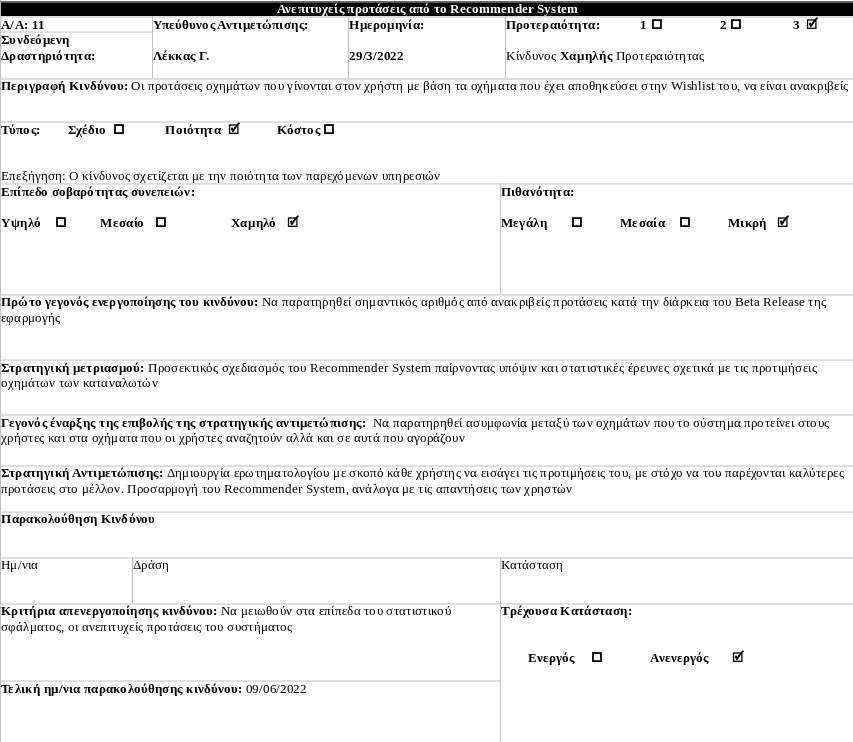 Ανεπιτυχείς προτάσεις από το Recommender System
Α/Α: 11
Υπεύθυνος Αντιμετώπισης:
Ημερομηνία:
Προτεραιότητα: 1 ☐ 2 ☐ 3 ☑
Συνδεόμενη
Δραστηριότητα:
Λέκκας Γ.
29/3/2022
Κίνδυνος Χαμηλής Προτεραιότητας
Περιγραφή Κινδύνου: Οι προτάσεις οχημάτων που γίνονται στον χρήστη με βάση τα οχήματα που έχει αποθηκεύσει στην Wishlist του, να είναι ανακριβείς
Τύπος: Σχέδιο ☐ Ποιότητα ☑ Κόστος ☐
Επεξήγηση: Ο κίνδυνος σχετίζεται με την ποιότητα των παρεχόμενων υπηρεσιών
Επίπεδο σοβαρότητας συνεπειών:
Υψηλό ☐ Μεσαίο ☐ Χαμηλό ☑
Πιθανότητα:
Μεγάλη ☐ Μεσαία ☐ Μικρή ☑
Πρώτο γεγονός ενεργοποίησης του κινδύνου: Να παρατηρηθεί σημαντικός αριθμός από ανακριβείς προτάσεις κατά την διάρκεια του Beta Release της
εφαρμογής
Στρατηγική μετριασμού: Προσεκτικός σχεδιασμός του Recommender System παίρνοντας υπόψιν και στατιστικές έρευνες σχετικά με τις προτιμήσεις
οχημάτων των καταναλωτών
Γεγονός έναρξης της επιβολής της στρατηγικής αντιμετώπισης: Να παρατηρηθεί ασυμφωνία μεταξύ των οχημάτων που το σύστημα προτείνει στους
χρήστες και στα οχήματα που οι χρήστες αναζητούν αλλά και σε αυτά που αγοράζουν
Στρατηγική Αντιμετώπισης: Δημιουργία ερωτηματολογίου με σκοπό κάθε χρήστης να εισάγει τις προτιμήσεις του, με στόχο να του παρέχονται καλύτερες
προτάσεις στο μέλλον. Προσαρμογή του Recommender System, ανάλογα με τις απαντήσεις των χρηστών
Παρακολούθηση Κινδύνου
Ημ/νια
Δράση
Κατάσταση
Κριτήρια απενεργοποίησης κινδύνου: Να μειωθούν στα επίπεδα του στατιστικού
σφάλματος, οι ανεπιτυχείς προτάσεις του συστήματος
Τρέχουσα Κατάσταση:
Ενεργός ☐ Ανενεργός ☑
Τελική ημ/νια παρακολούθησης κινδύνου: 09/06/2022